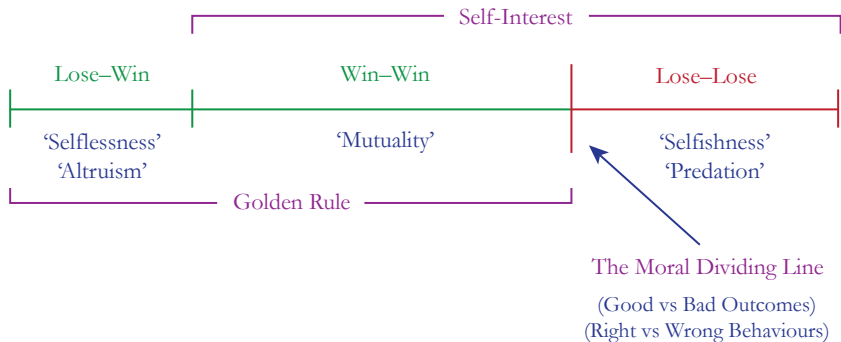 Self-Interest
Lose–Win
Win–Win
Lose–Lose
‘Selflessness’
‘Altruism’
‘Mutuality’
‘Selfishness’
‘Predation’
Golden Rule
The Moral Dividing Line
(Good vs Bad Outcomes)
(Right vs Wrong Behaviours)